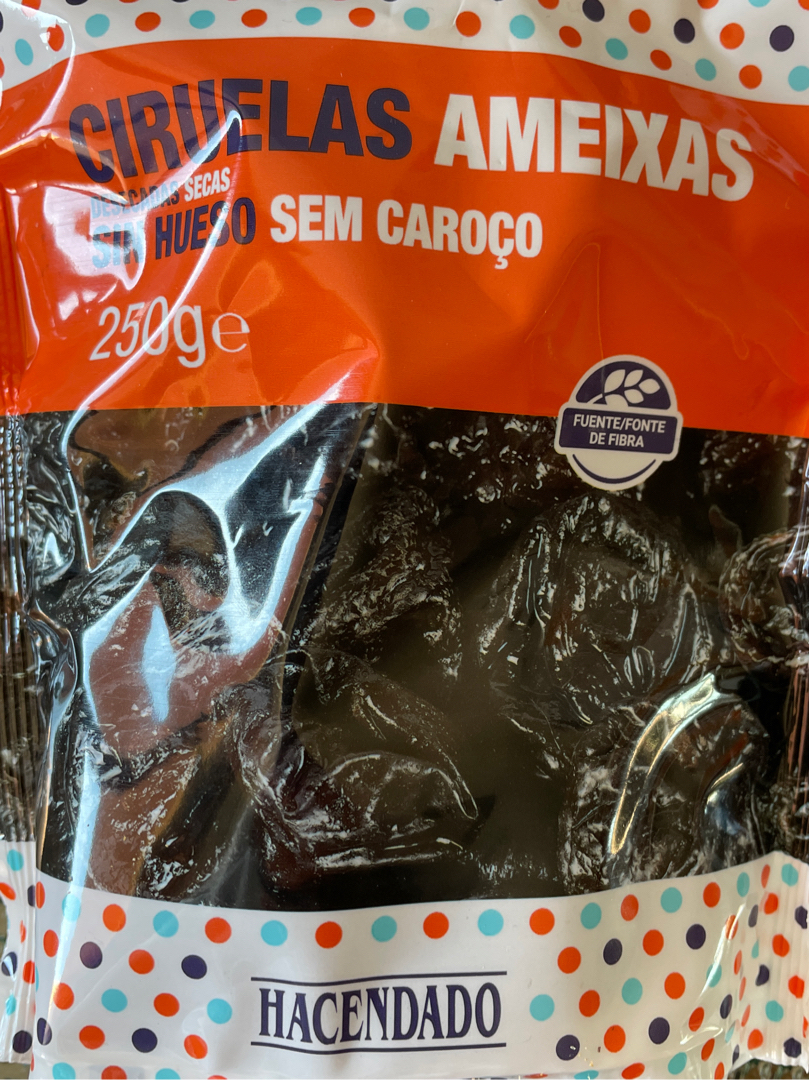 CIRUELAS AMEIXAS
DESECADAS SECAS
SIN HUESO SEM CAROÇO
250g e
FUENTE/FONTE
DE FIBRA
HACENDADO